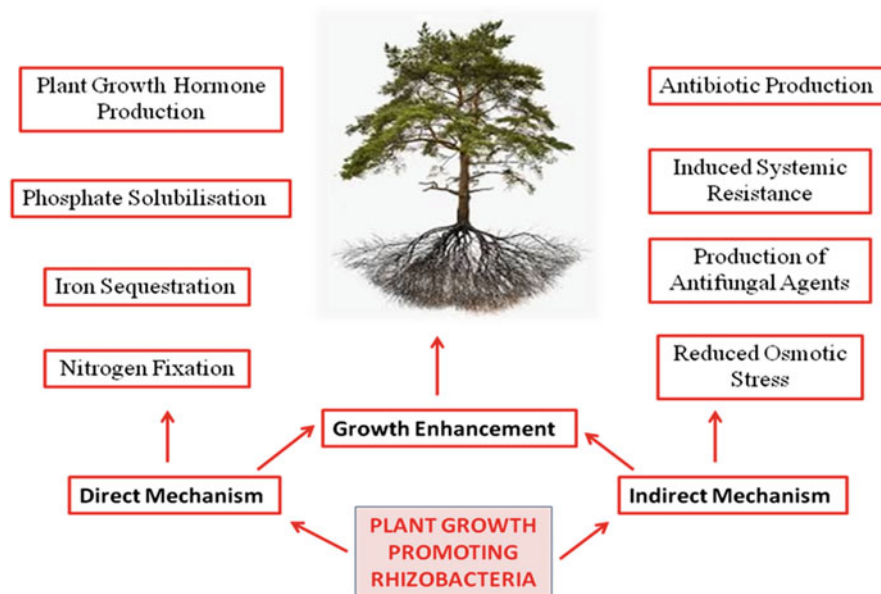 Plant Growth Hormone
Production
Phosphate Solubilisation
Iron Sequestration
Nitrogen Fixation
Antibiotic Production
Induced Systemic
Resistance
Production of
Antifungal Agents
Reduced Osmotic
Stress
Growth Enhancement
Direct Mechanism
Indirect Mechanism
PLANT GROWTH
PROMOTING
RHIZOBACTERIA